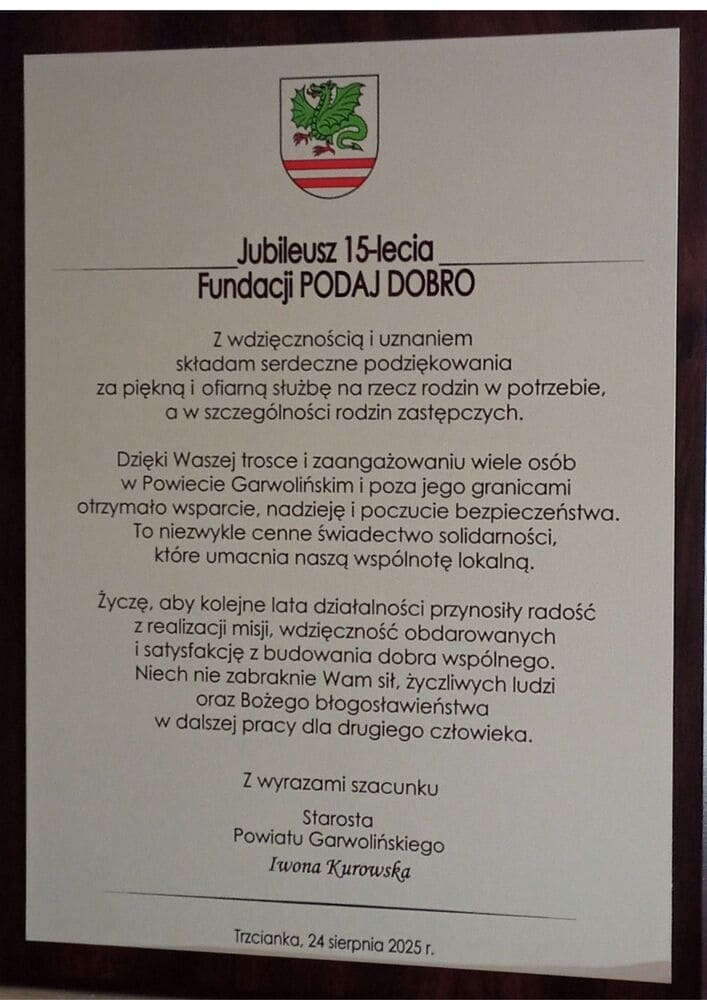 Jubileusz 15-lecia
Fundacji PODAJ DOBRO
Z wdzięcznością i uznaniem
składam serdeczne podziękowania
za piękną i ofiarną służbę na rzecz rodzin w potrzebie,
a w szczególności rodzin zastępczych.
Dzięki Waszej trosce i zaangażowaniu wiele osób
w Powiecie Garwolińskim i poza jego granicami
otrzymało wsparcie, nadzieję i poczucie bezpieczeństwa.
To niezwykle cenne świadectwo solidarności,
które umacnia naszą wspólnotę lokalną.
Życzę, aby kolejne lata działalności przynosiły radość
z realizacji misji, wdzięczność obdarowanych
i satysfakcję z budowania dobra wspólnego.
Niech nie zabraknie Wam sił, życzliwych ludzi
oraz Bożego błogosławieństwa
w dalszej pracy dla drugiego człowieka.
Z wyrazami szacunku
Starosta
Powiatu Garwolińskiego
Iwona Kurowska
Trzcianka, 24 sierpnia 2025 r.